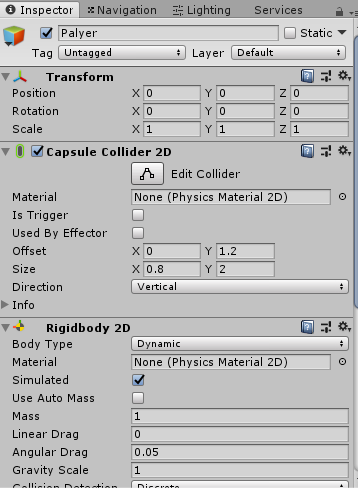 Inspector Navigation Lighting Services
Palyer Static
Tag Untagged Layer Default
Transform
Position X 0 Y 0 Z 0
Rotation X 0 Y 0 Z 0
Scale X 1 Y 1 Z 1
Capsule Collider 2D
Edit Collider
Material None (Physics Material 2D)
Is Trigger
Used By Effector
Offset X 0 Y 1.2
Size X 0.8 Y 2
Direction Vertical
Info
Rigidbody 2D
Body Type Dynamic
Material None (Physics Material 2D)
Simulated
Use Auto Mass
Mass 1
Linear Drag 0
Angular Drag 0.05
Gravity Scale 1
Collision Detection Discrete